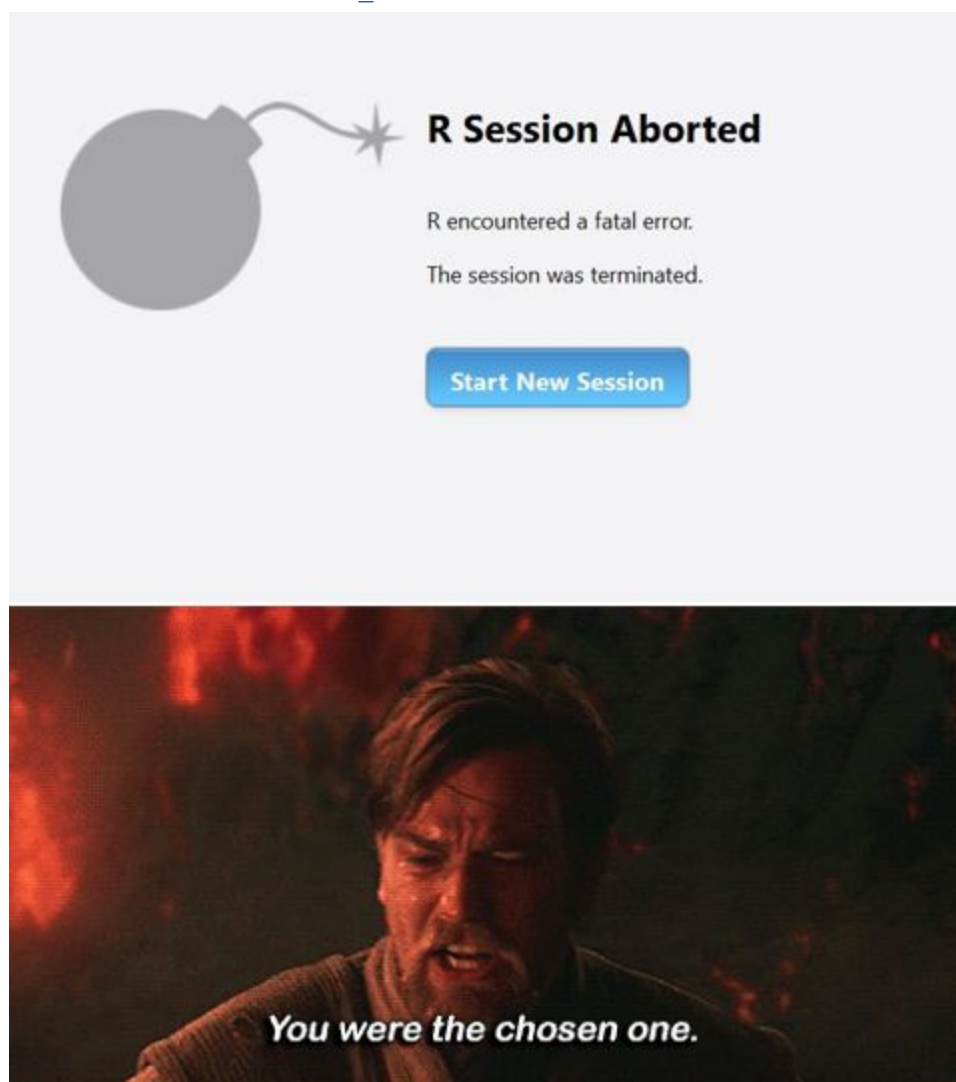 R Session Aborted
R encountered a fatal error.
The session was terminated.
Start New Session
You were the chosen one.